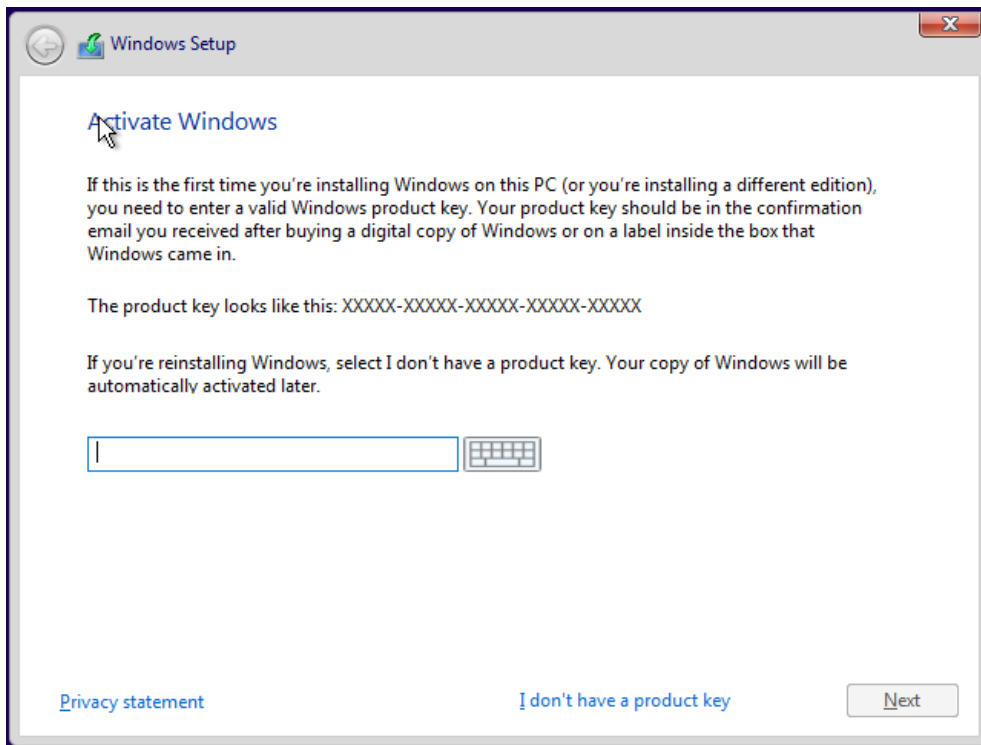 Windows Setup
Activate Windows
If this is the first time you're installing Windows on this PC (or you're installing a different edition),
you need to enter a valid Windows product key. Your product key should be in the confirmation
email you received after buying a digital copy of Windows or on a label inside the box that
Windows came in.
The product key looks like this: XXXXX-XXXXX-XXXXX-XXXXX-XXXXX
If you're reinstalling Windows, select I don't have a product key. Your copy of Windows will be
automatically activated later.
Privacy statement
I don't have a product key
Next